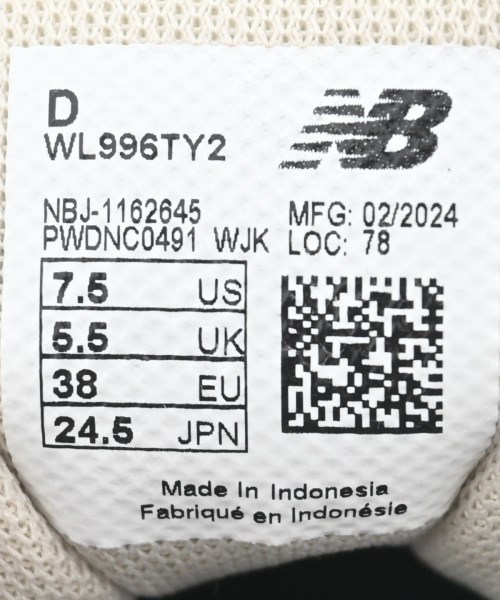 D
WL996TY2
NB
NBJ-1162645
PWDNC0491 WJK
MFG: 02/2024
LOC: 78
7.5 US
5.5 UK
38 EU
24.5 JPN
Made In Indonesia
Fabriqué en Indonésie